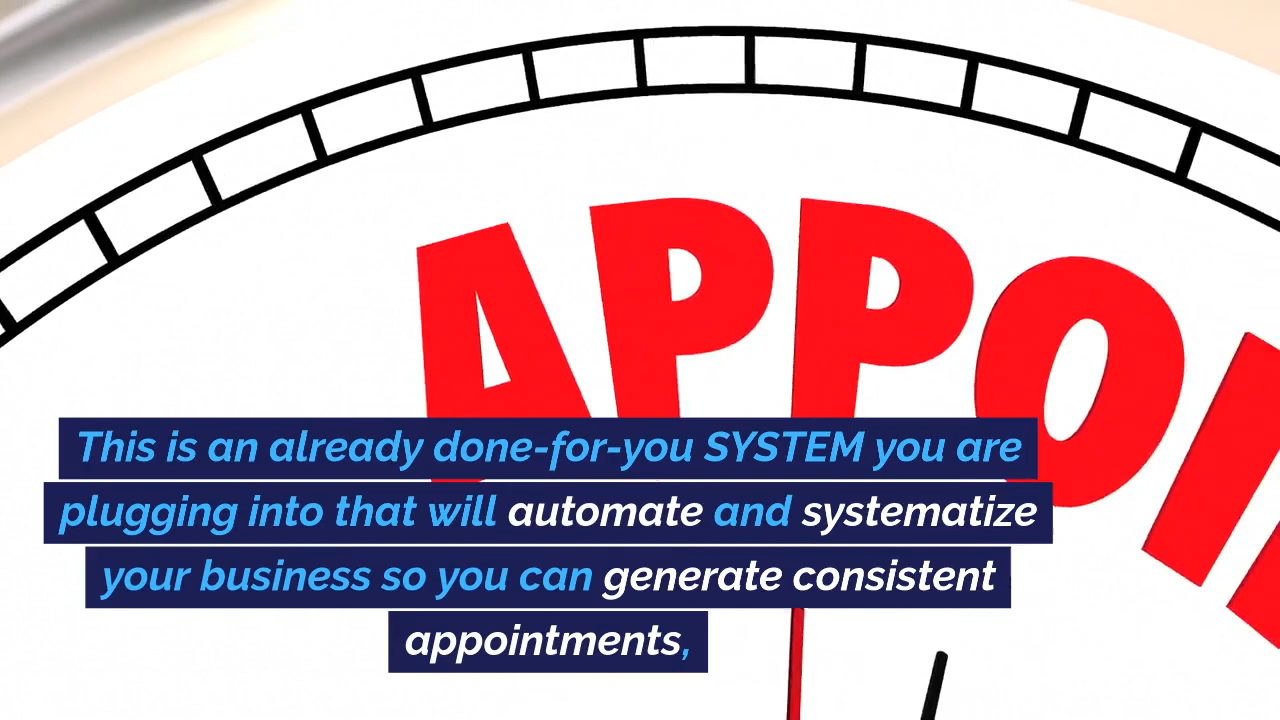 APPOI
This is an already done-for-you SYSTEM you are
plugging into that will automate and systematize
your business so you can generate consistent
appointments,